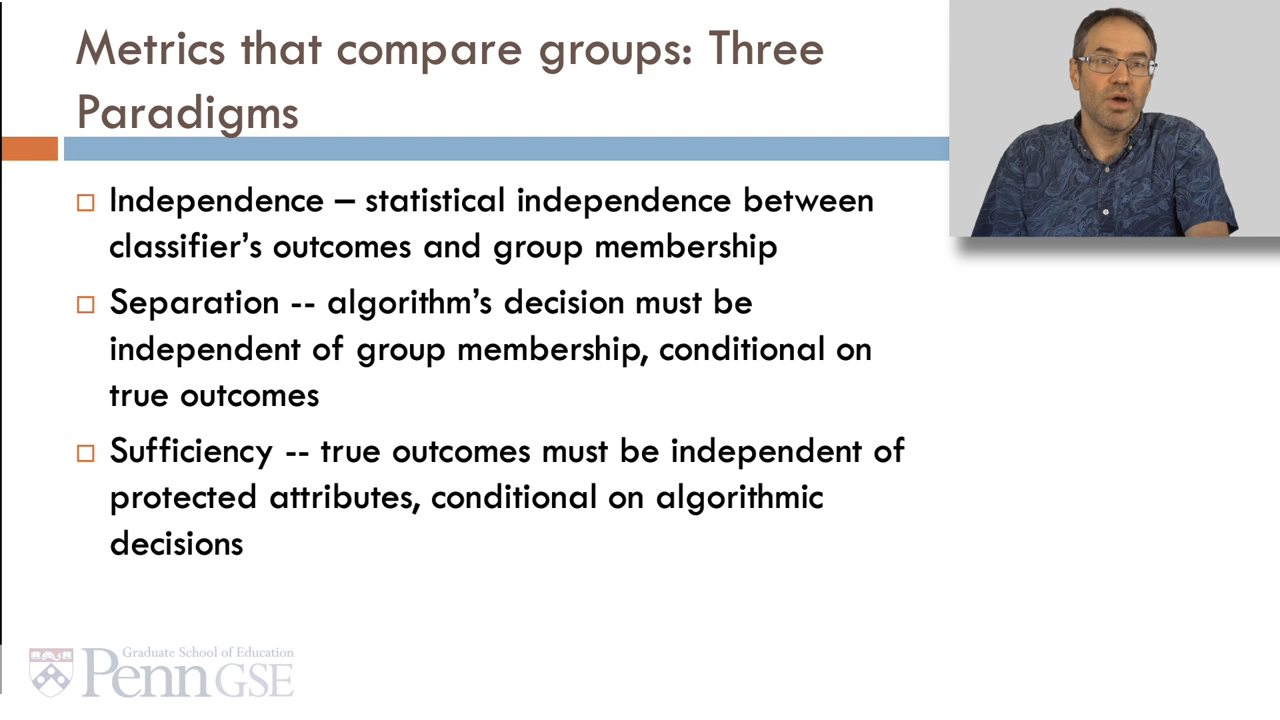 Metrics that compare groups: Three
Paradigms
Independence – statistical independence between
classifier’s outcomes and group membership
Separation -- algorithm’s decision must be
independent of group membership, conditional on
true outcomes
Sufficiency -- true outcomes must be independent of
protected attributes, conditional on algorithmic
decisions
Graduate School of Education
Penn GSE